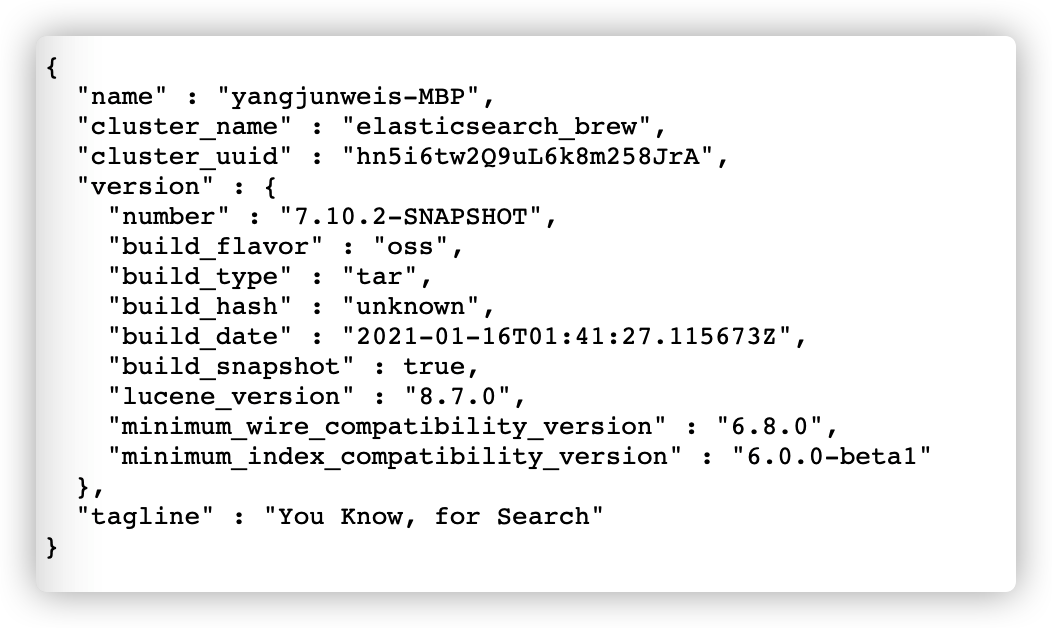 {
  "name" : "yangjunweis-MBP",
  "cluster_name" : "elasticsearch_brew",
  "cluster_uuid" : "hn5i6tw2Q9uL6k8m258JrA",
  "version" : {
    "number" : "7.10.2-SNAPSHOT",
    "build_flavor" : "oss",
    "build_type" : "tar",
    "build_hash" : "unknown",
    "build_date" : "2021-01-16T01:41:27.115673Z",
    "build_snapshot" : true,
    "lucene_version" : "8.7.0",
    "minimum_wire_compatibility_version" : "6.8.0",
    "minimum_index_compatibility_version" : "6.0.0-beta1"
  },
  "tagline" : "You Know, for Search"
}